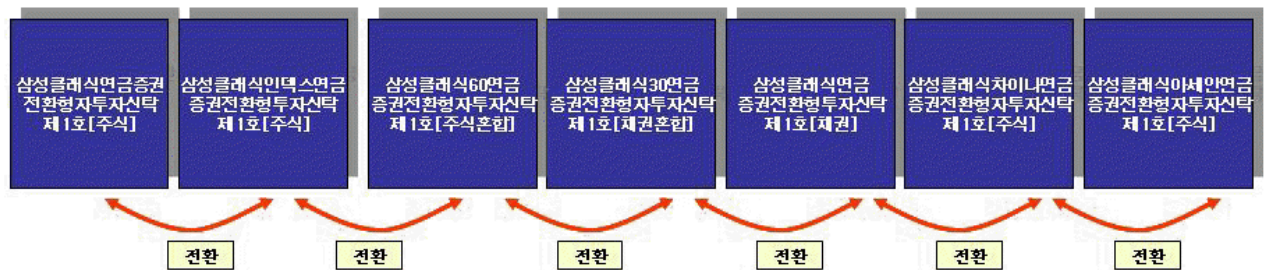 삼성클래식연금증권
전환형자투자신탁
제1호[주식]
삼성클래식인덱스연금
증권전환형투자신탁
제1호[주식]
삼성클래식60연금
증권전환형자투자신탁
제1호[주식혼합]
삼성클래식30연금
증권전환형자투자신탁
제1호[채권혼합]
삼성클래식연금
증권전환형자투자신탁
제1호[채권]
삼성클래식차이나연금
증권전환형자투자신탁
제1호[주식]
삼성클래식아세안연금
증권전환형자투자신탁
제1호[주식]
전환
전환
전환
전환
전환
전환